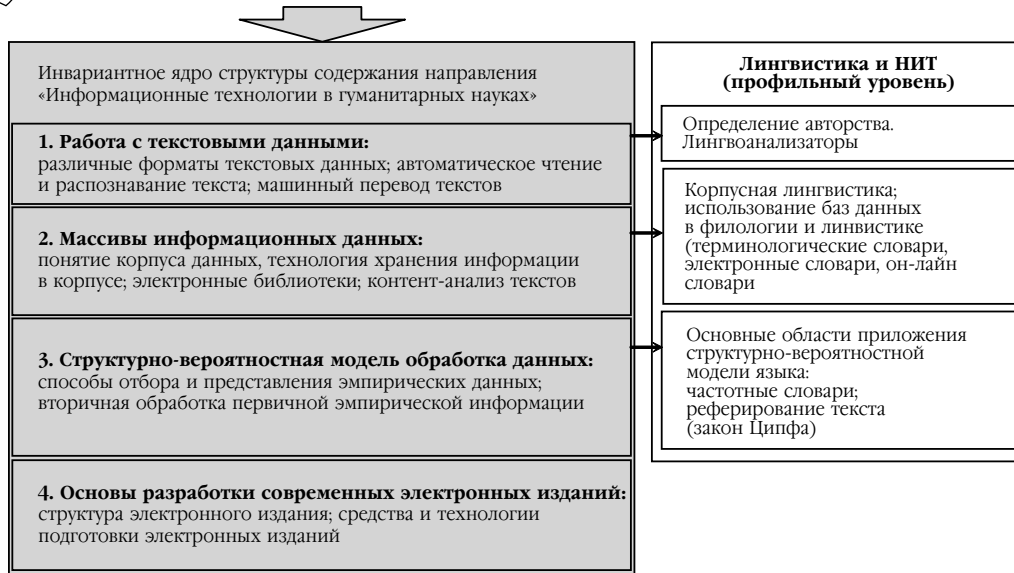 Инвариантное ядро структуры содержания направления
«Информационные технологии в гуманитарных науках»
1. Работа с текстовыми данными:
различные форматы текстовых данных; автоматическое чтение
и распознавание текста; машинный перевод текстов
2. Массивы информационных данных:
понятие корпуса данных, технология хранения информации
в корпусе; электронные библиотеки; контент-анализ текстов
3. Структурно-вероятностная модель обработка данных:
способы отбора и представления эмпирических данных;
вторичная обработка первичной эмпирической информации
4. Основы разработки современных электронных изданий:
структура электронного издания; средства и технологии
подготовки электронных изданий
Лингвистика и НИТ
(профильный уровень)
Определение авторства.
Лингвоанализаторы
Корпусная лингвистика;
использование баз данных
в филологии и линвистике
(терминологические словари,
электронные словари, он-лайн
словари
Основные области приложения
структурно-вероятностной
модели языка:
частотные словари;
реферирование текста
(закон Ципфа)